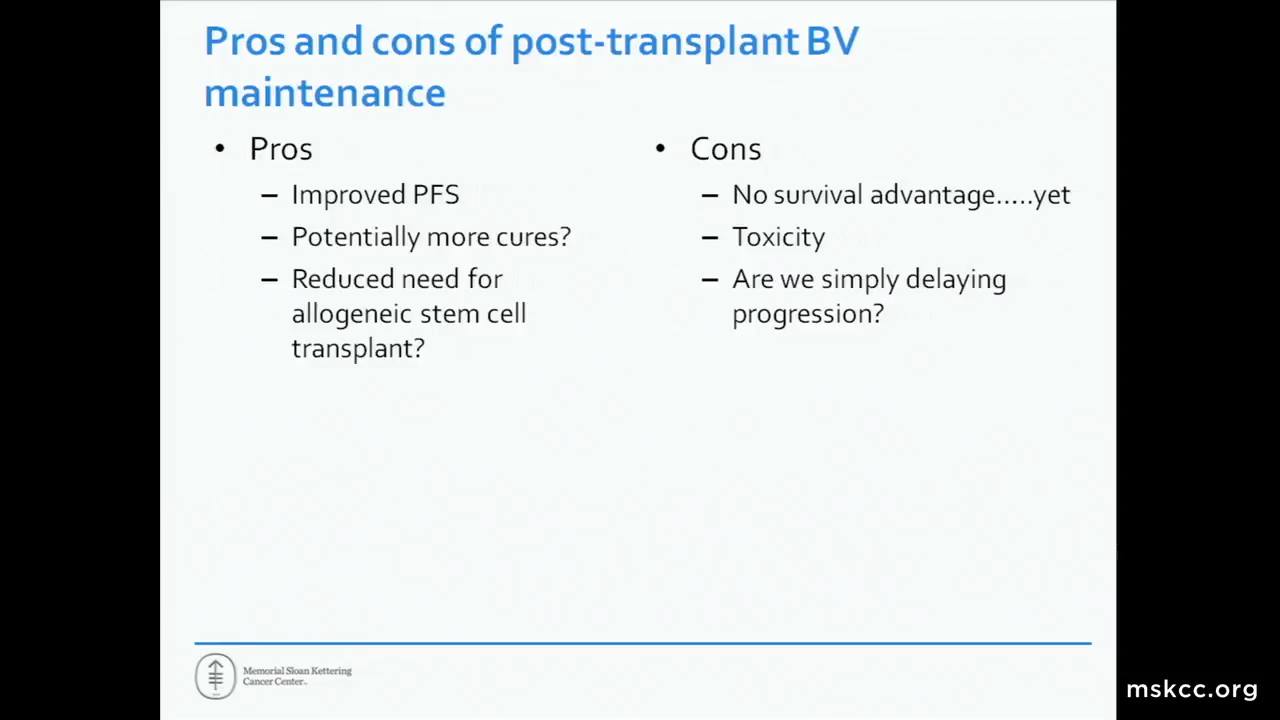 Pros and cons of post-transplant BV
maintenance
• Pros
– Improved PFS
– Potentially more cures?
– Reduced need for
allogeneic stem cell
transplant?
• Cons
– No survival advantage.....yet
– Toxicity
– Are we simply delaying
progression?
Memorial Sloan Kettering
Cancer Center
mskcc.org